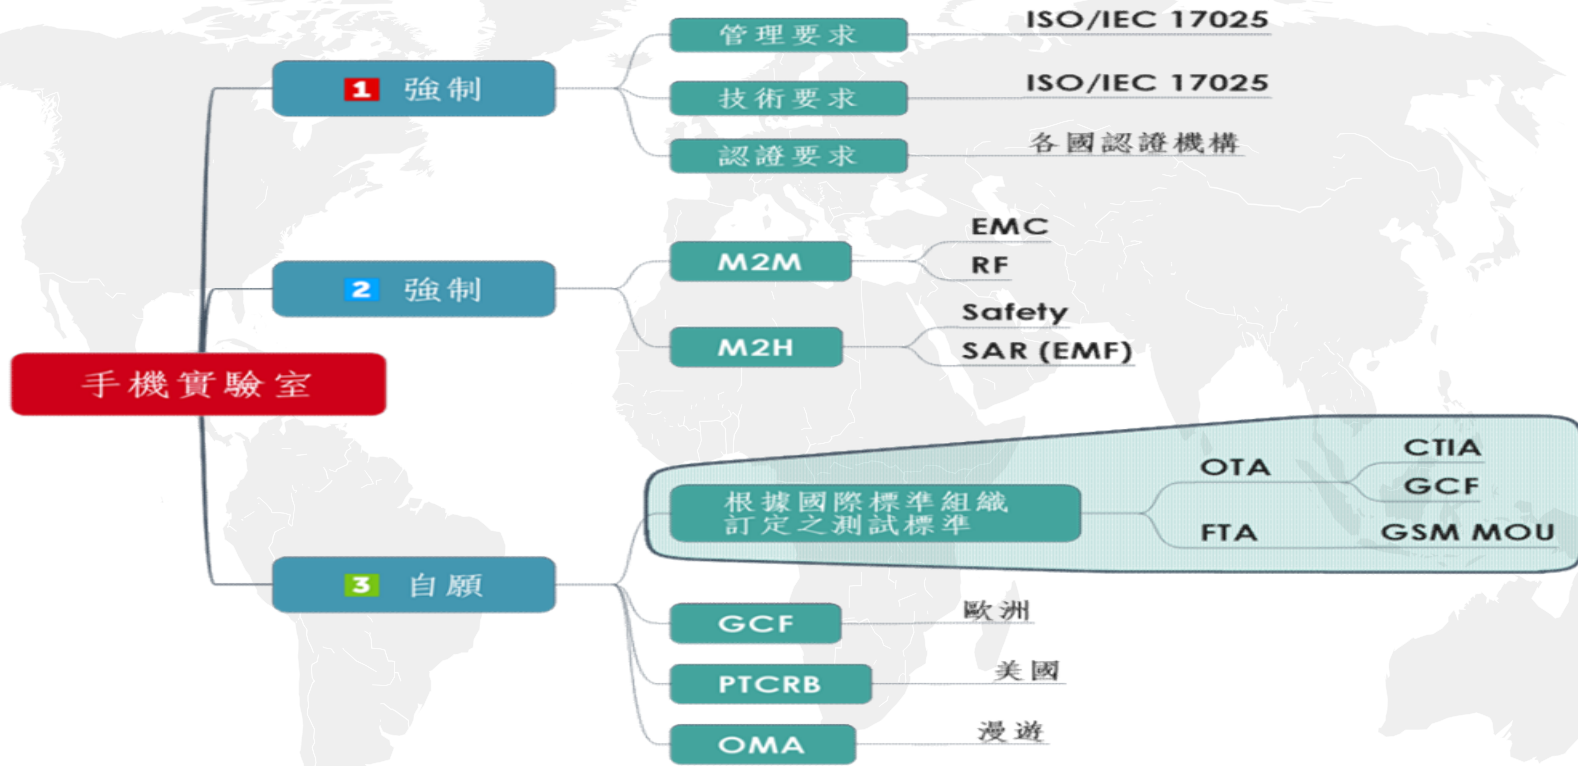 手機實驗室
1 強制
管理要求
ISO/IEC 17025
技術要求
ISO/IEC 17025
認證要求
各國認證機構
2 強制
M2M
EMC
RF
M2H
Safety
SAR (EMF)
3 自願
根據國際標準組織
訂定之測試標準
OTA
CTIA
GCF
FTA
GSM MOU
GCF
歐洲
PTCRB
美國
OMA
漫遊